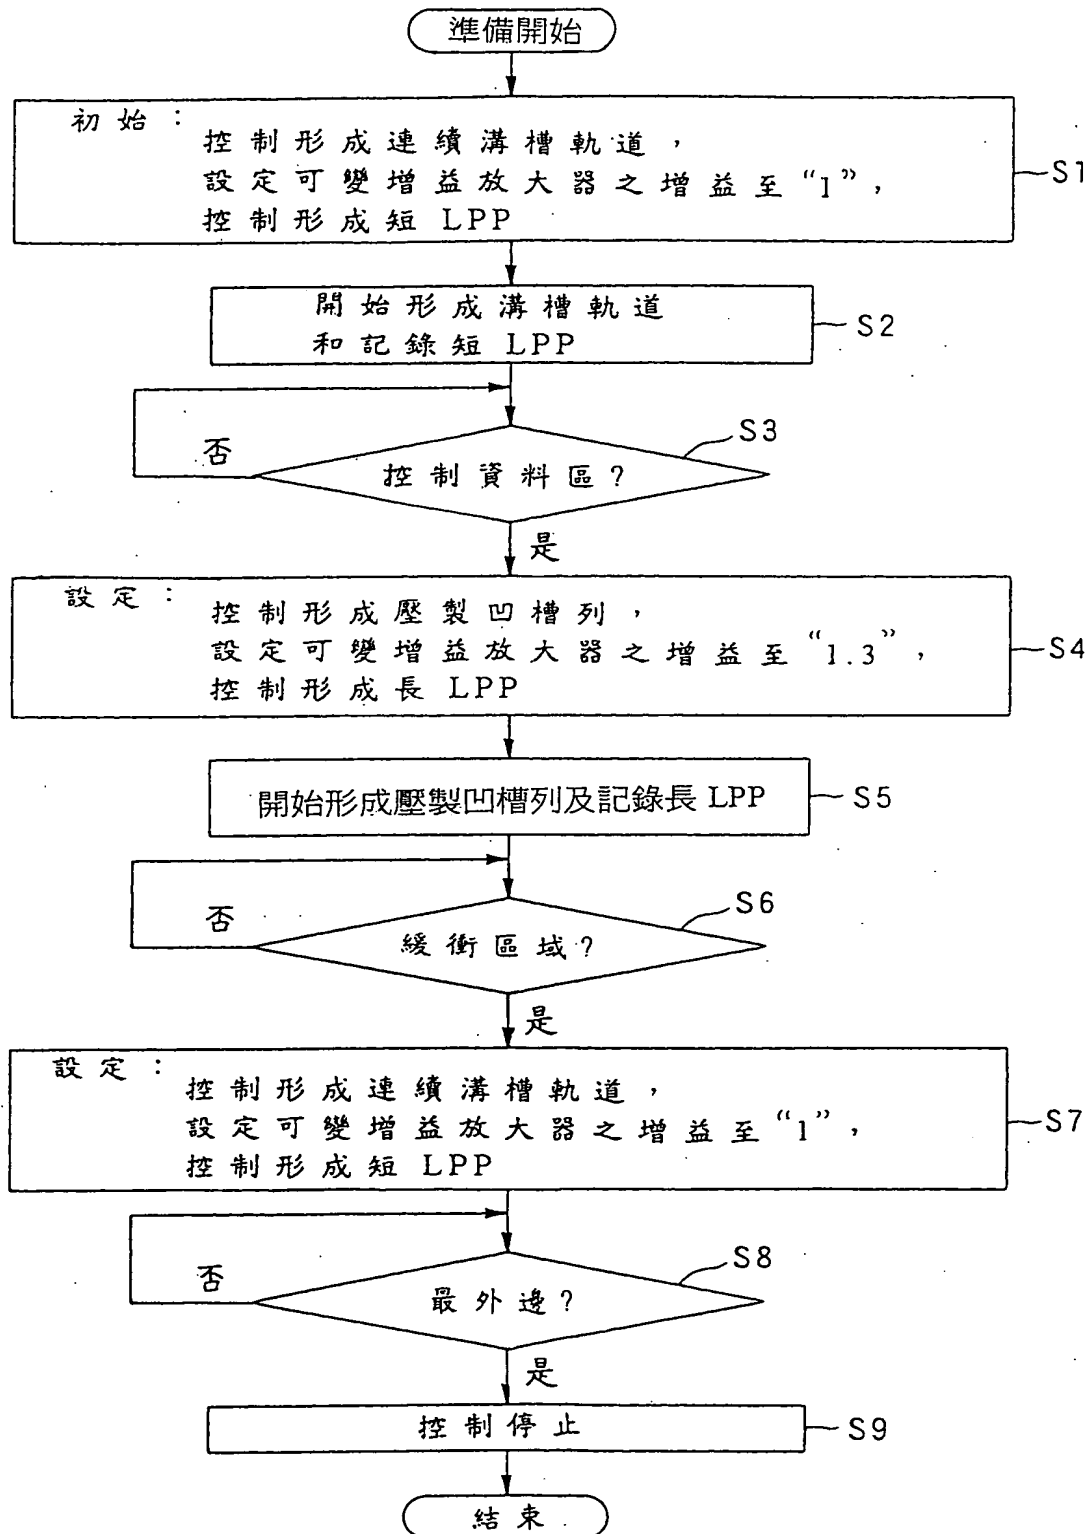 準備開始
初始：
控制形成連續溝槽軌道，
設定可變增益放大器之增益至“1”，
控制形成短 LPP
S1
開始形成溝槽軌道
和記錄短 LPP
S2
S3
否
控制資料區？
是
設定：
控制形成壓製凹槽列，
設定可變增益放大器之增益至“1.3”，
控制形成長 LPP
S4
開始形成壓製凹槽列及記錄長 LPP
S5
S6
否
緩衝區域？
是
設定：
控制形成連續溝槽軌道，
設定可變增益放大器之增益至“1”，
控制形成短 LPP
S7
S8
否
最外邊？
是
控制停止
S9
結束